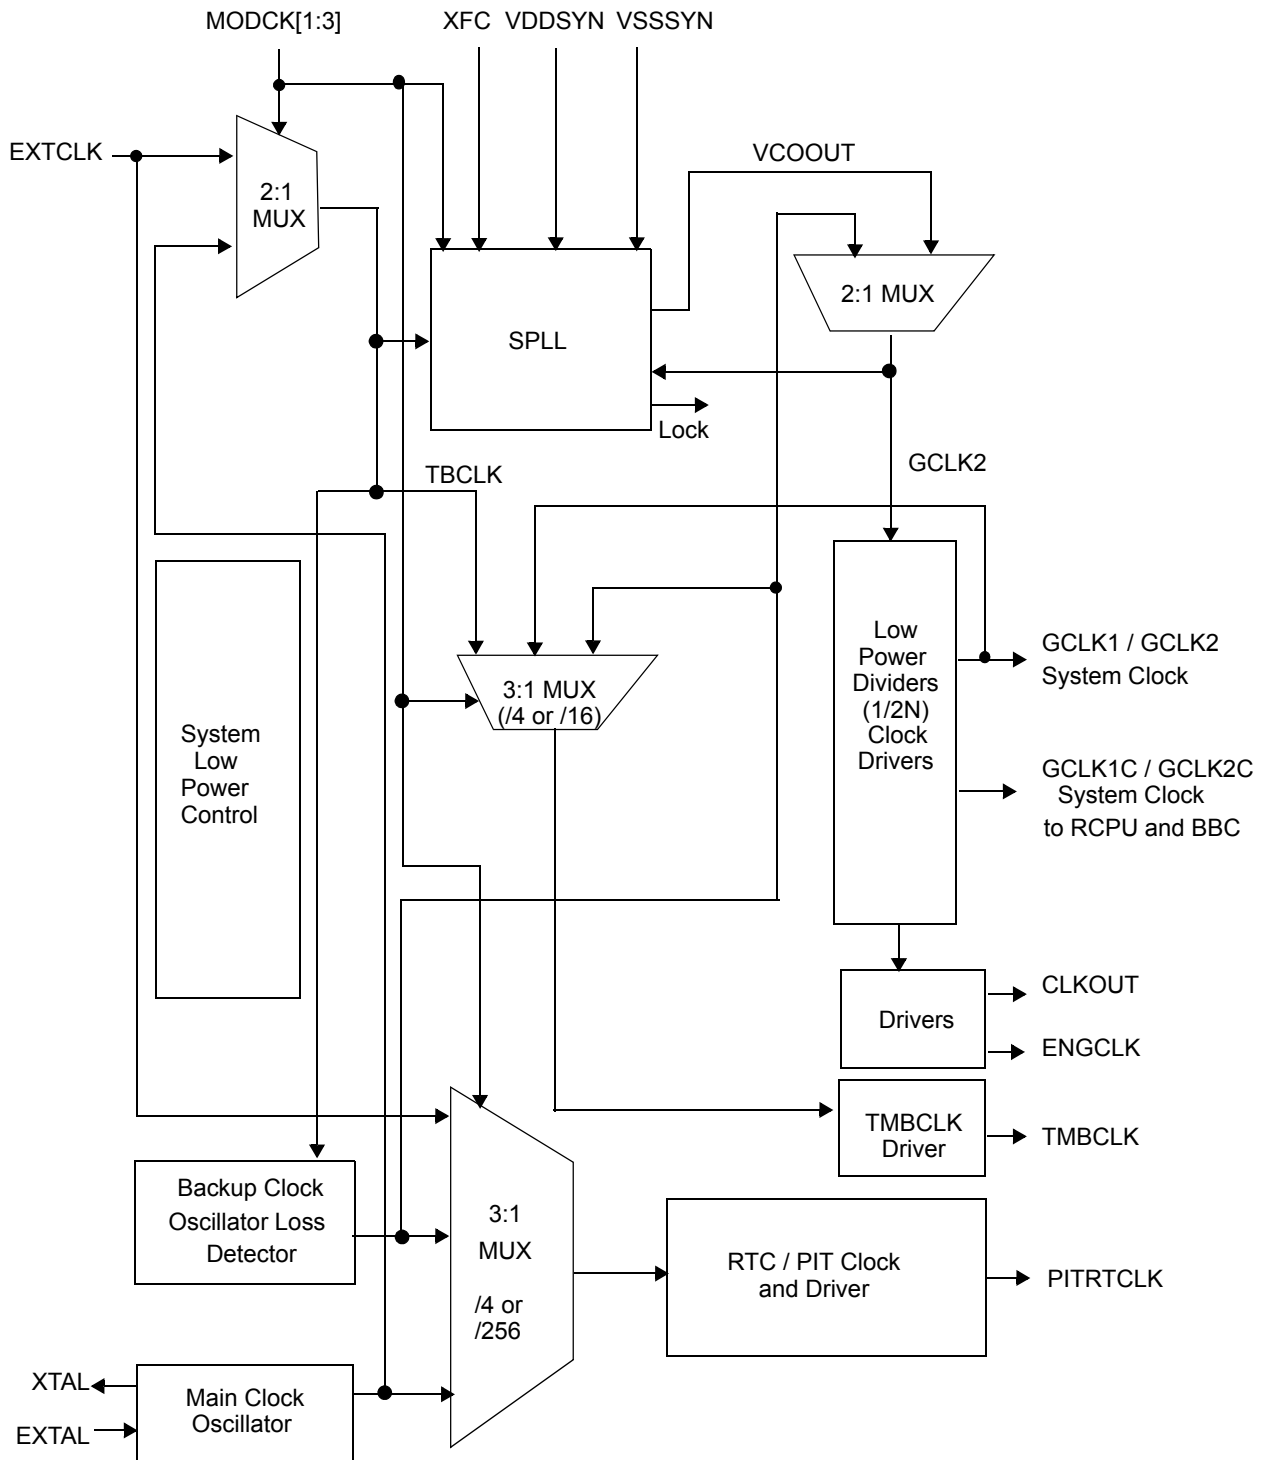 MODCK[1:3]
XFC
VDDSYN
VSSSYN
EXTCLK
VCOOUT
2:1
MUX
2:1 MUX
SPLL
Lock
GCLK2
TBCLK
Low
Power
Dividers
(1/2N)
Clock
Drivers
GCLK1 / GCLK2
System Clock
3:1 MUX
(/4 or /16)
System
Low
Power
Control
GCLK1C / GCLK2C
System Clock
to RCPU and BBC
CLKOUT
Drivers
ENGCLK
TMBCLK
Driver
TMBCLK
Backup Clock
Oscillator Loss
Detector
3:1
MUX
/4 or
/256
RTC / PIT Clock
and Driver
PITRTCLK
XTAL
EXTAL
Main Clock
Oscillator